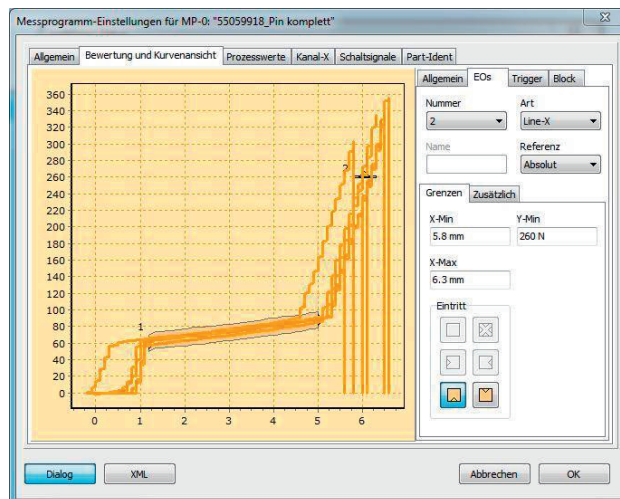 Messprogramm-Einstellungen für MP-0: "55059918_Pin komplett"
Allgemein Bewertung und Kurvenansicht Prozesswerte Kanal-X Schaltsignale Part-Ident
360
340
320
300
280
260
240
220
200
180
160
140
120
100
80
60
40
20
0
0 1 2 3 4 5 6
1
2
Allgemein EOs Trigger Block
Nummer Art
2 Line-X
Name Referenz
Absolut
Grenzen Zusätzlich
X-Min Y-Min
5.8 mm 260 N
X-Max
6.3 mm
Eintritt
Dialog XML Abbrechen OK